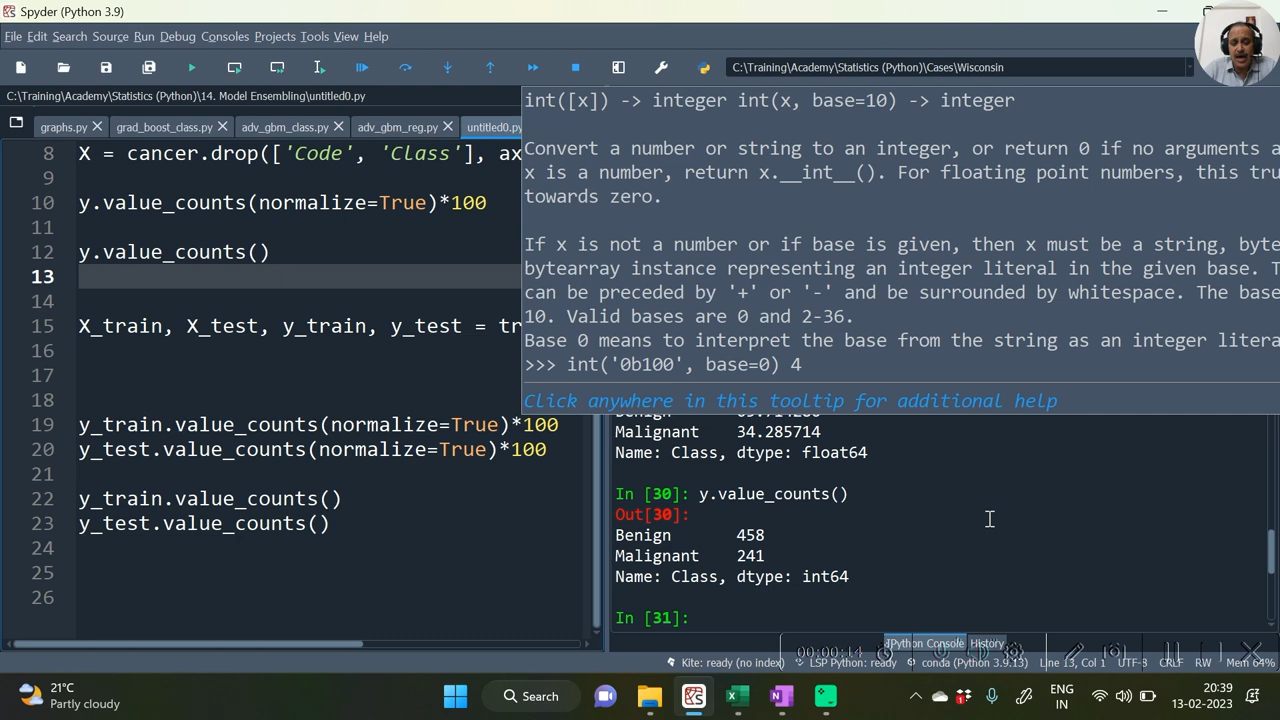 Spyder (Python 3.9)
File Edit Search Source Run Debug Consoles Projects Tools View Help
C:\Training\Academy\Statistics (Python)\Cases\Wisconsin
C:\Training\Academy\Statistics (Python)\14. Model Ensembling\untitled0.py
graphs.py grad_boost_class.py adv_gbm_class.py adv_gbm_reg.py untitled0.py
int([x]) -> integer int(x, base=10) -> integer
Convert a number or string to an integer, or return 0 if no arguments a
x is a number, return x.__int__(). For floating point numbers, this tru
towards zero.
If x is not a number or if base is given, then x must be a string, byte
bytearray instance representing an integer literal in the given base. T
can be preceded by '+' or '-' and be surrounded by whitespace. The base
10. Valid bases are 0 and 2-36.
Base 0 means to interpret the base from the string as an integer litera
>>> int('0b100', base=0) 4
Click anywhere in this tooltip for additional help
8 X = cancer.drop(['Code', 'Class'], ax
9
10 y.value_counts(normalize=True)*100
11
12 y.value_counts()
13
14
15 X_train, X_test, y_train, y_test = tr
16
17
18
19 y_train.value_counts(normalize=True)*100
20 y_test.value_counts(normalize=True)*100
21
22 y_train.value_counts()
23 y_test.value_counts()
24
25
26
Malignant 34.285714
Name: Class, dtype: float64
In [30]: y.value_counts()
Out[30]:
Benign 458
Malignant 241
Name: Class, dtype: int64
In [31]:
IPython Console History
00:00:14
Kite: ready (no index) LSP Python: ready conda (Python 3.9.13) Line 13, Col 1 UTF-8 CRLF RW Mem 64%
21°C
Partly cloudy
Search
ENG
IN
20:39
13-02-2023